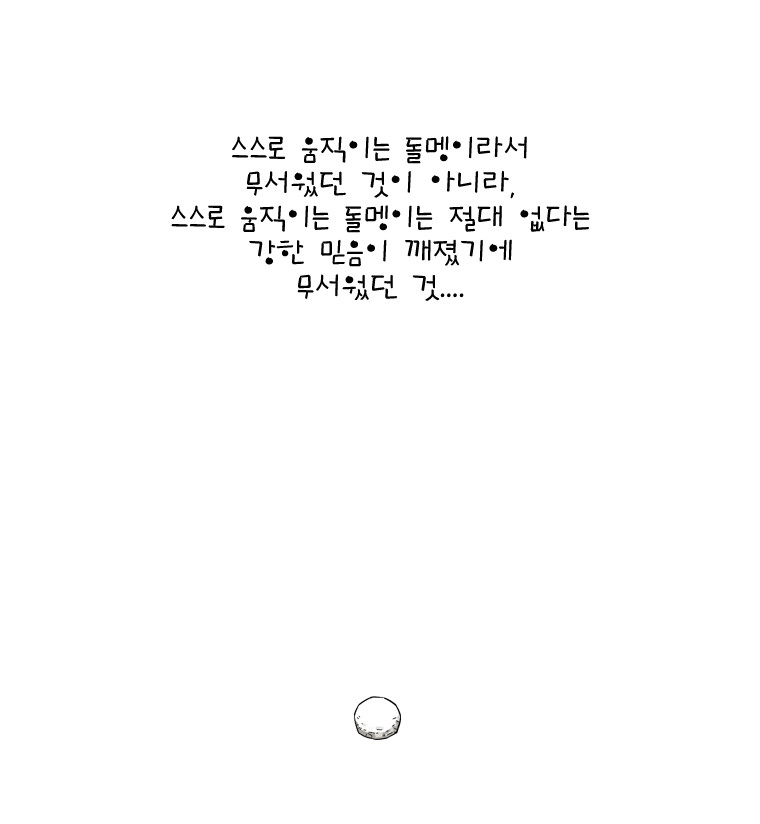 스스로 움직이는 돌멩이라서
무서웠던 것이 아니라,
스스로 움직이는 돌멩이는 절대 없다는
강한 믿음이 깨졌기에
무서웠던 것....